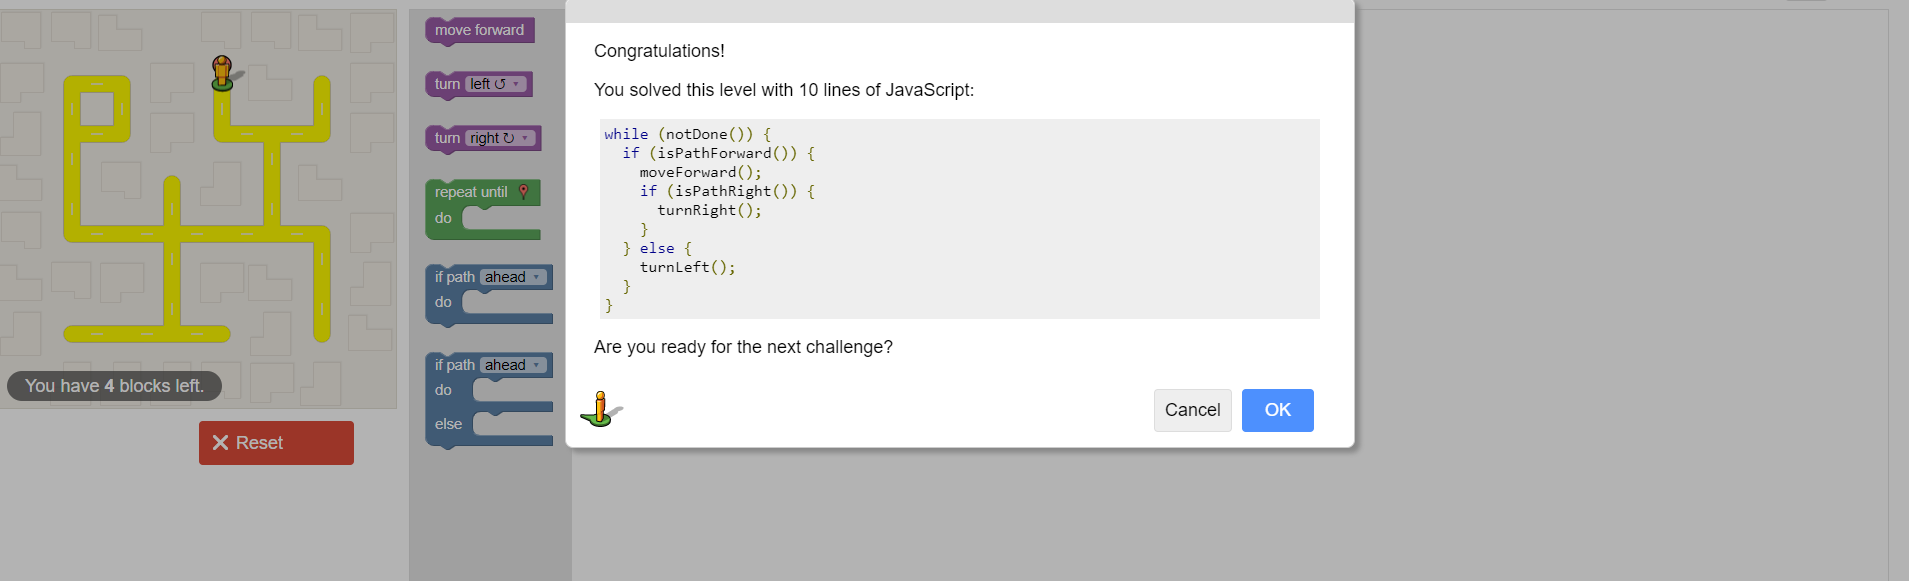 move forward
turn left ↺ ▾
turn right ↻ ▾
repeat until
do
if path ahead ▾
do
if path ahead ▾
do
else
You have 4 blocks left.
Reset
Congratulations!
You solved this level with 10 lines of JavaScript:
while (notDone()) {
  if (isPathForward()) {
    moveForward();
    if (isPathRight()) {
      turnRight();
    }
  } else {
    turnLeft();
  }
}
Are you ready for the next challenge?
Cancel
OK